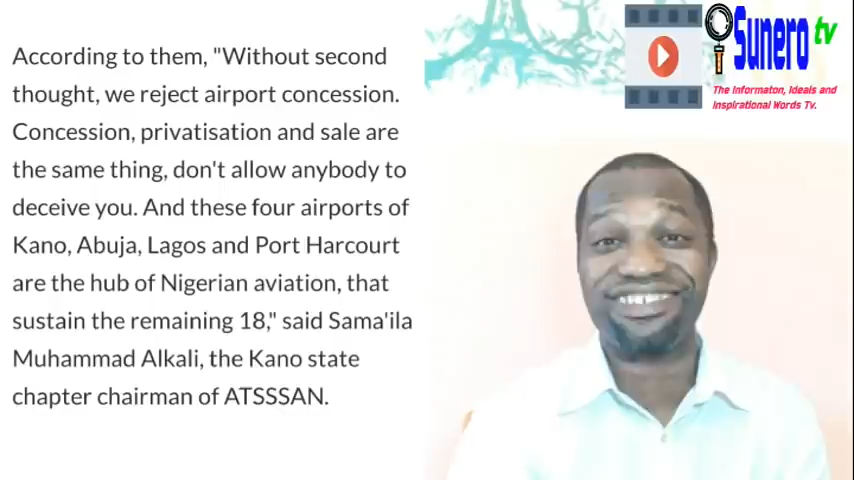 According to them, "Without second
thought, we reject airport concession.
Concession, privatisation and sale are
the same thing, don't allow anybody to
deceive you. And these four airports of
Kano, Abuja, Lagos and Port Harcourt
are the hub of Nigerian aviation, that
sustain the remaining 18," said Sama'ila
Muhammad Alkali, the Kano state
chapter chairman of ATSSSAN.
Sunero tv
The Informaton, Ideals and
Inspirational Words Tv.